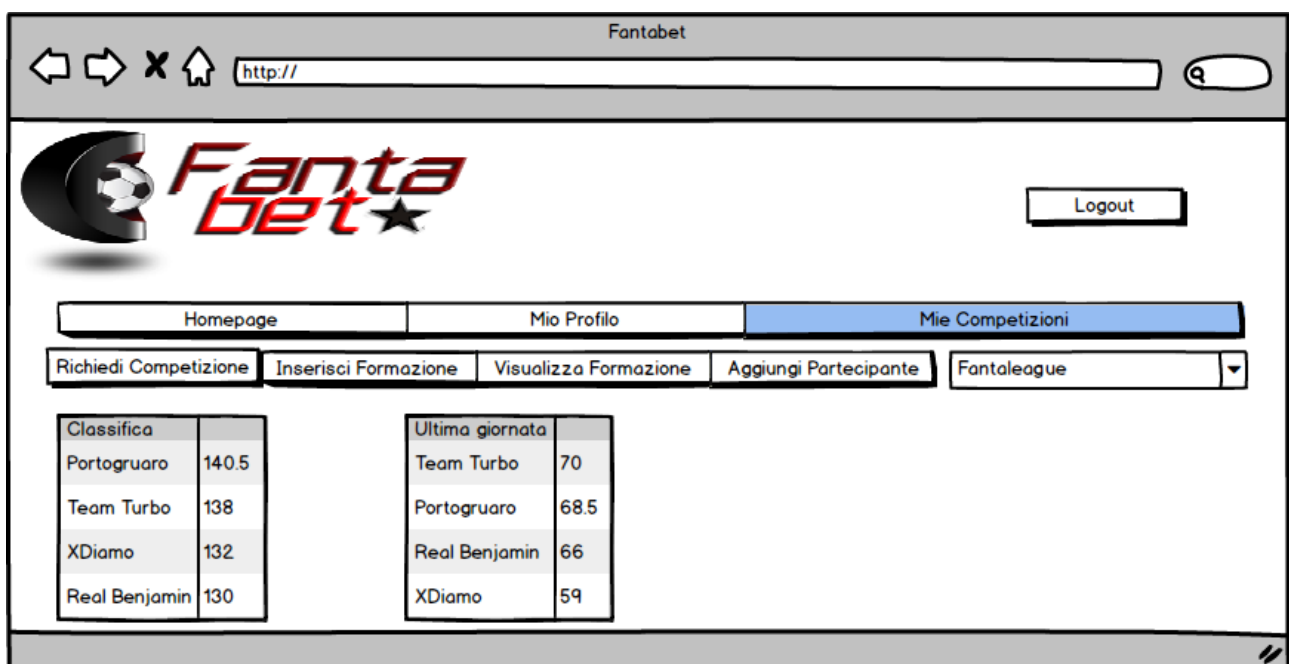 Fantabet
http://
Fanta
bet
Logout
Homepage Mio Profilo Mie Competizioni
Richiedi Competizione Inserisci Formazione Visualizza Formazione Aggiungi Partecipante Fantaleague
Classifica
Portogruaro 140.5
Team Turbo 138
XDiamo 132
Real Benjamin 130
Ultima giornata
Team Turbo 70
Portogruaro 68.5
Real Benjamin 66
XDiamo 59